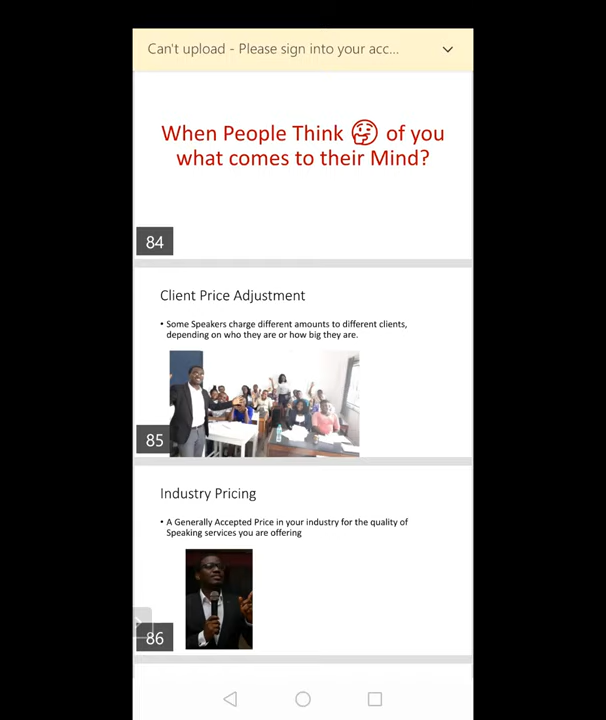 Can't upload - Please sign into your acc...
When People Think 🤔 of you
what comes to their Mind?
84
Client Price Adjustment
• Some Speakers charge different amounts to different clients,
depending on who they are or how big they are.
85
Industry Pricing
• A Generally Accepted Price in your industry for the quality of
Speaking services you are offering
86